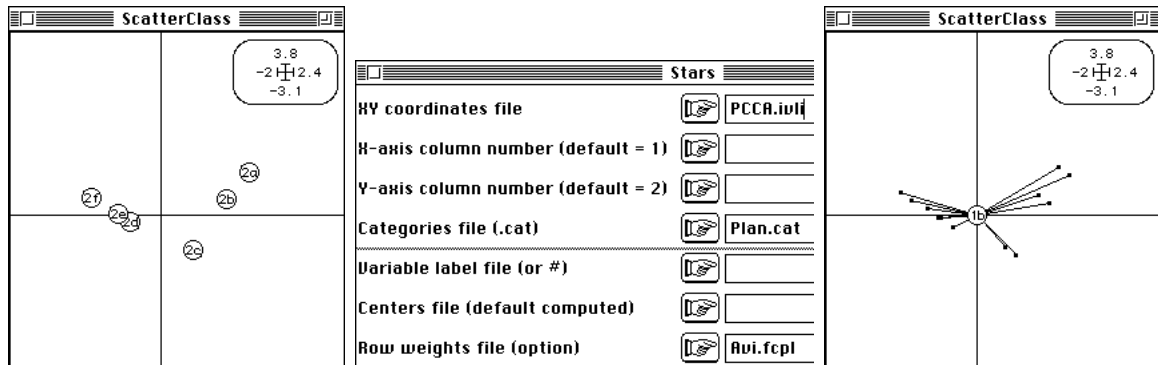 ScatterClass
3.8
-2 2.4
-3.1
2a
2f
2b
2e
2d
2c
Stars
XY coordinates file
PCCA.ivli
X-axis column number (default = 1)
Y-axis column number (default = 2)
Categories file (.cat)
Plan.cat
Variable label file (or #)
Centers file (default computed)
Row weights file (option)
Avi.fcpl
ScatterClass
3.8
-2 2.4
-3.1
1b